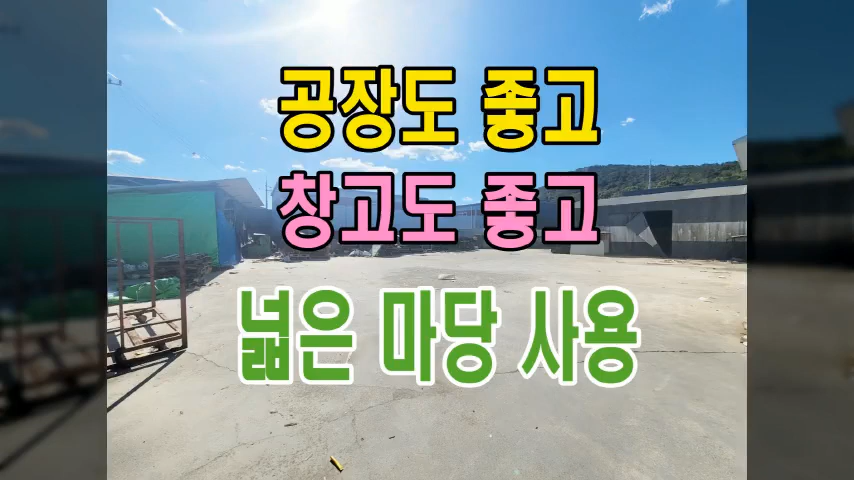 공장도 좋고
창고도 좋고
넓은 마당 사용